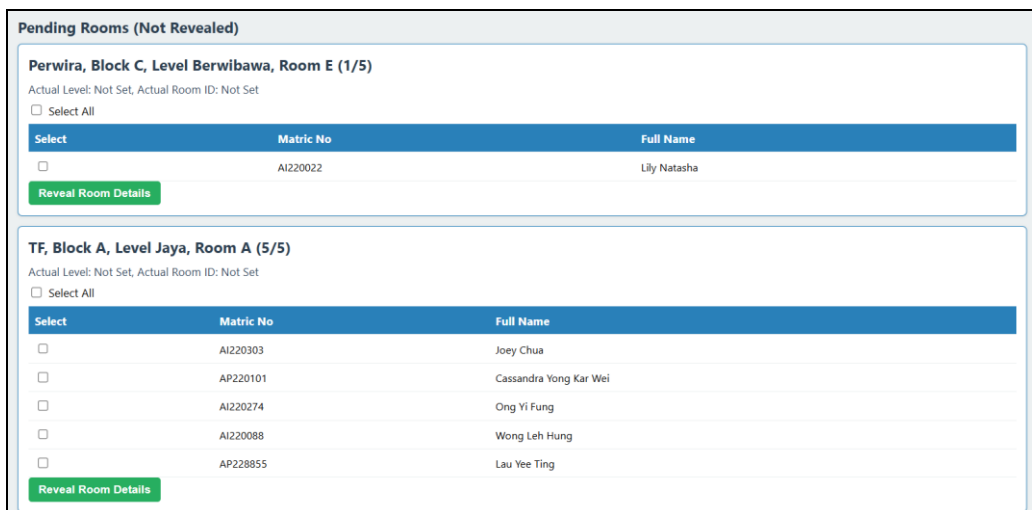 Pending Rooms (Not Revealed)
Perwira, Block C, Level Berwibawa, Room E (1/5)
Actual Level: Not Set, Actual Room ID: Not Set
Select All
Select Matric No Full Name
AI220022 Lily Natasha
Reveal Room Details
TF, Block A, Level Jaya, Room A (5/5)
Actual Level: Not Set, Actual Room ID: Not Set
Select All
Select Matric No Full Name
AI220303 Joey Chua
AP220101 Cassandra Yong Kar Wei
AI220274 Ong Yi Fung
AI220088 Wong Leh Hung
AP228855 Lau Yee Ting
Reveal Room Details